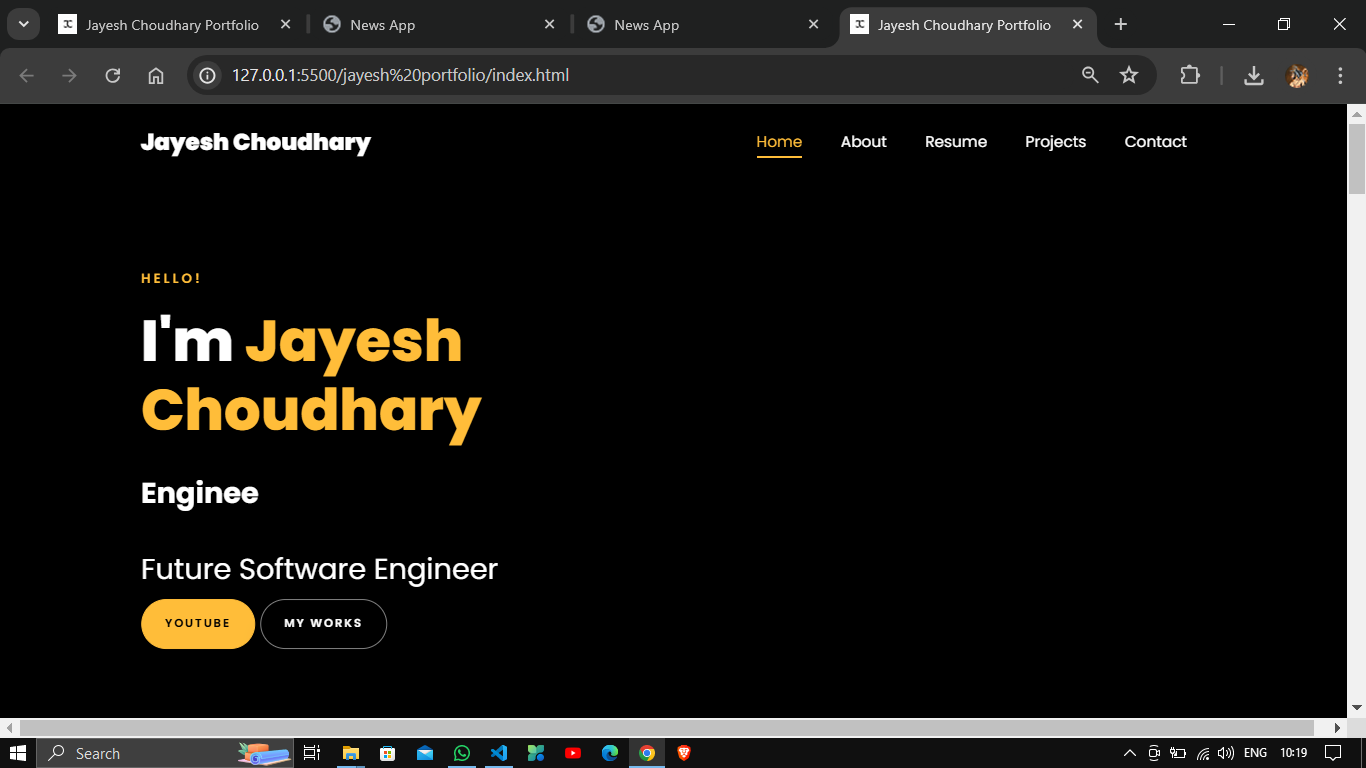 Jayesh Choudhary Portfolio
News App
News App
Jayesh Choudhary Portfolio
127.0.0.1:5500/jayesh%20portfolio/index.html
Jayesh Choudhary
Home About Resume Projects Contact
HELLO!
I'm Jayesh
Choudhary
Enginee
Future Software Engineer
YOUTUBE MY WORKS
Search
ENG 10:19